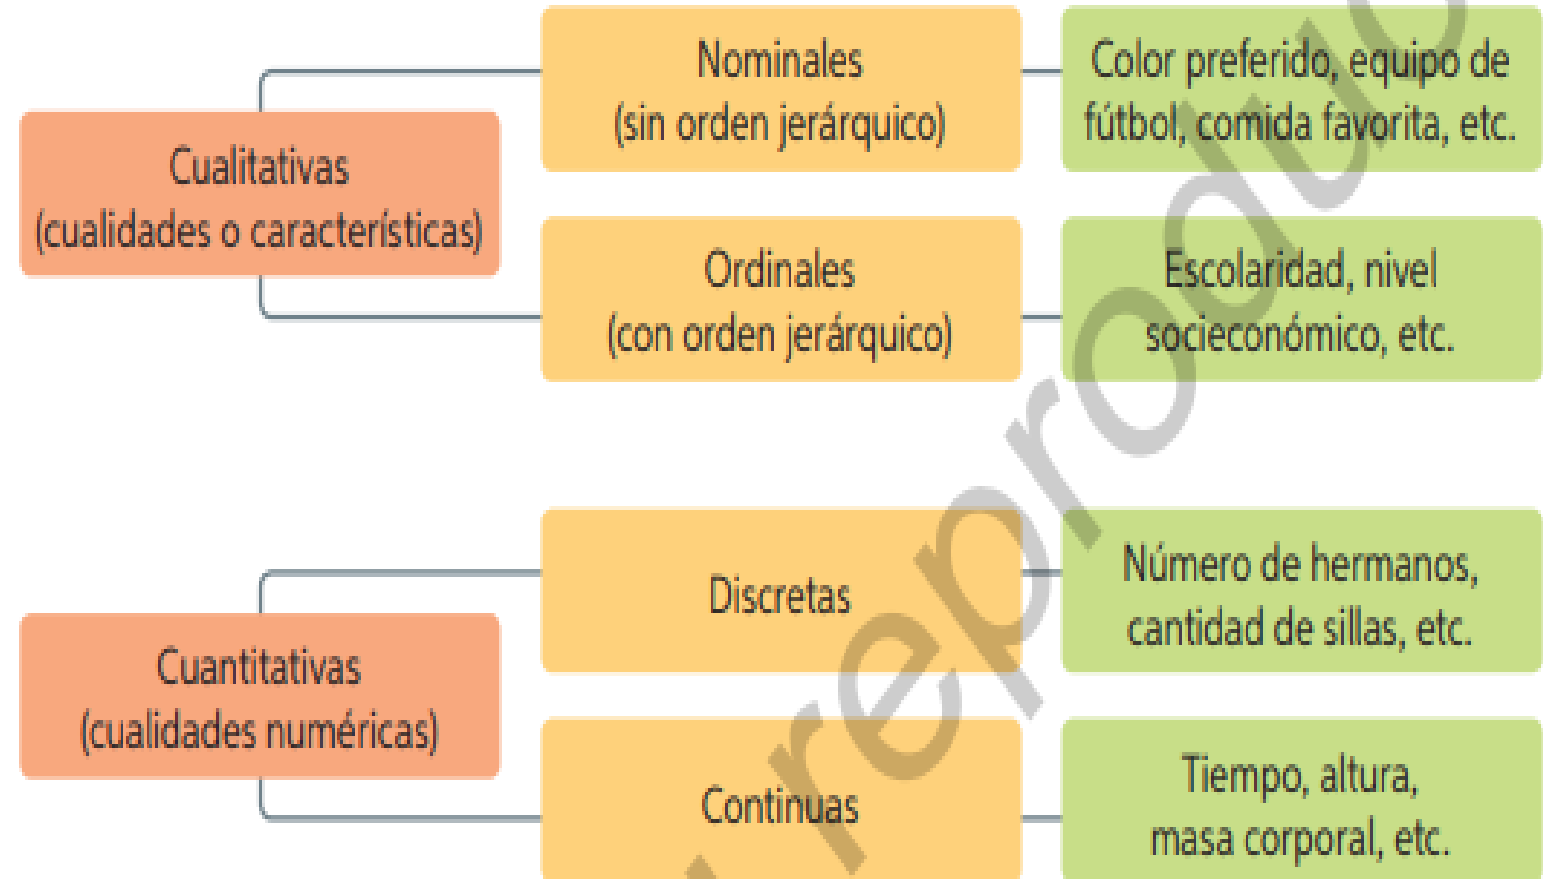 Cualitativas
(cualidades o características)
Nominales
(sin orden jerárquico)
Color preferido, equipo de
fútbol, comida favorita, etc.
Ordinales
(con orden jerárquico)
Escolaridad, nivel
socieconómico, etc.
Cuantitativas
(cualidades numéricas)
Discretas
Número de hermanos,
cantidad de sillas, etc.
Continuas
Tiempo, altura,
masa corporal, etc.